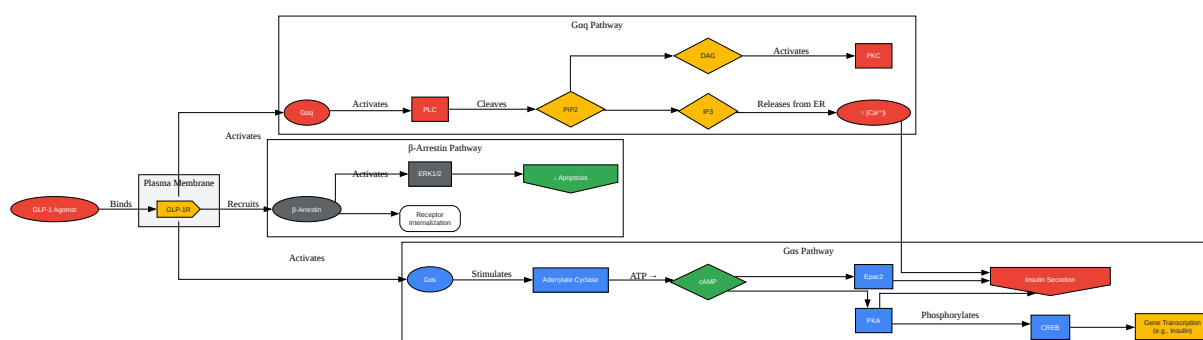 Gαq Pathway
DAG
Activates
PKC
Gαq
Activates
PLC
Cleaves
PIP2
IP3
Releases from ER
↑ [Ca²⁺]i
Activates
β-Arrestin Pathway
Activates
ERK1/2
↓ Apoptosis
Plasma Membrane
GLP-1 Agonist
Binds
GLP-1R
Recruits
β-Arrestin
Receptor
Internalization
Gαs Pathway
Activates
Gαs
Stimulates
Adenylate Cyclase
ATP →
cAMP
Epac2
Insulin Secretion
PKA
Phosphorylates
CREB
Gene Transcription
(e.g., Insulin)